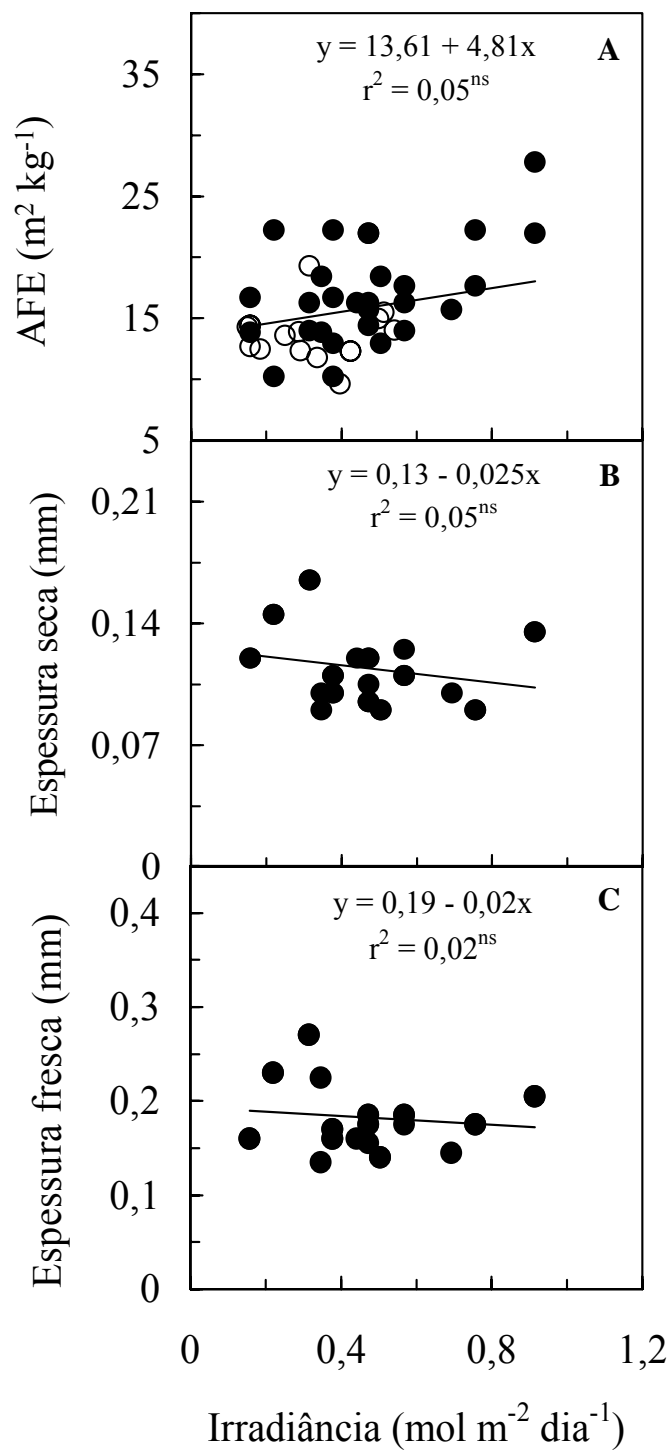 y = 13,61 + 4,81x
A
r² = 0,05ⁿˢ
35
25
15
5
AFE (m² kg⁻¹)
y = 0,13 - 0,025x
B
r² = 0,05ⁿˢ
0,21
0,14
0,07
0
Espessura seca (mm)
y = 0,19 - 0,02x
C
r² = 0,02ⁿˢ
0,4
0,3
0,2
0,1
0
Espessura fresca (mm)
0 0,4 0,8 1,2
Irradiância (mol m⁻² dia⁻¹)